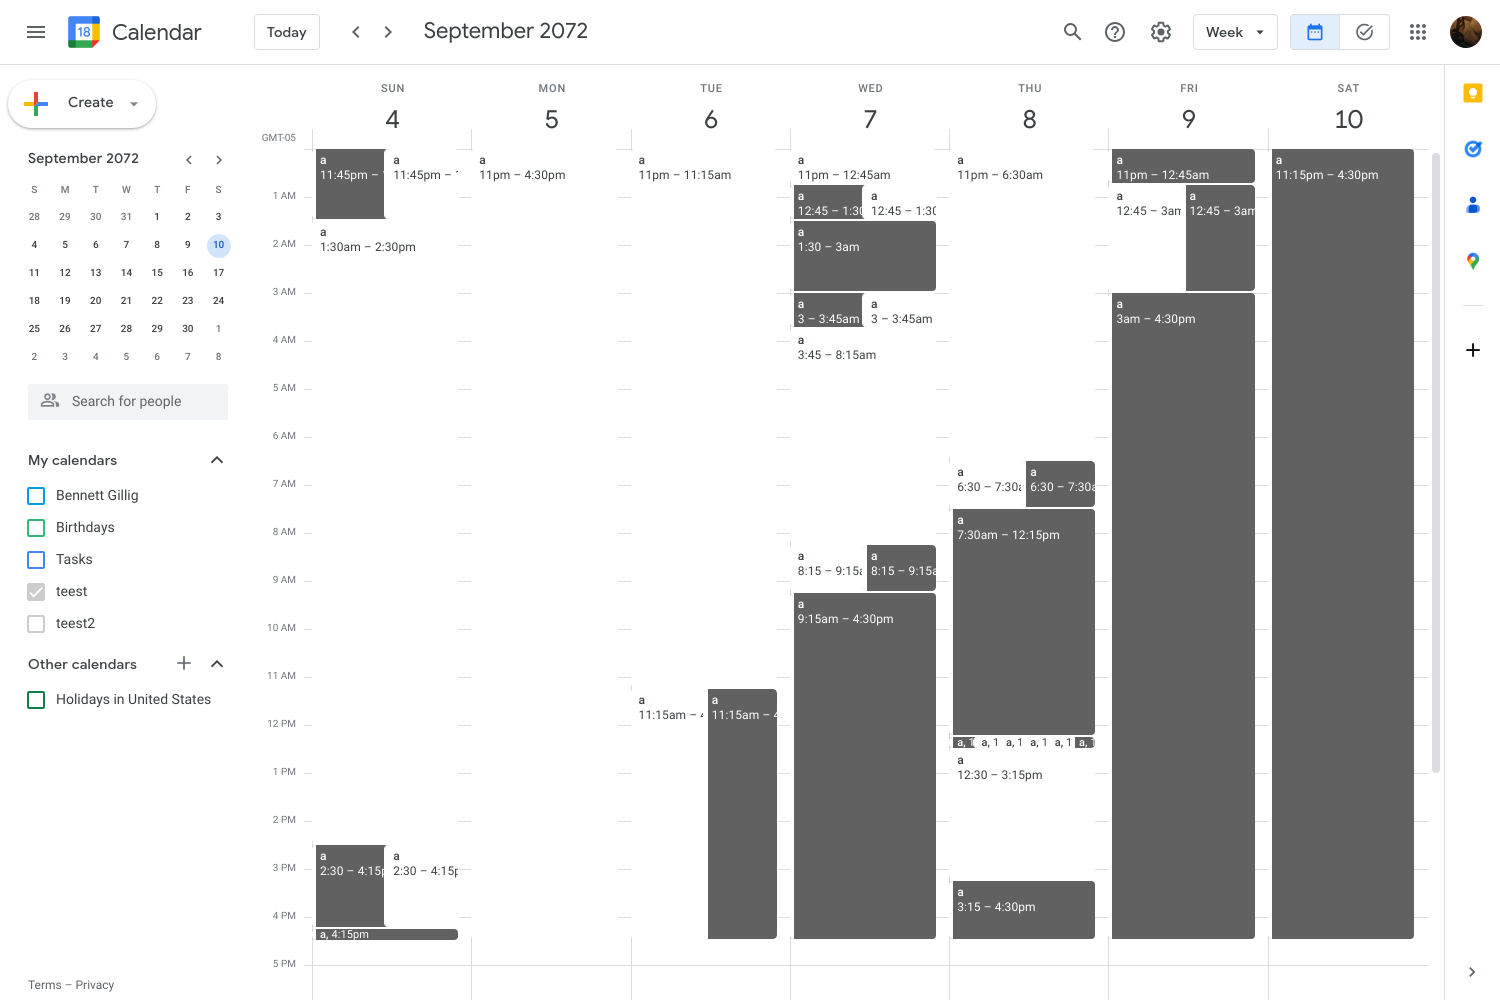 18 Calendar
Today
September 2072
Week
Create
September 2072
S M T W T F S
28 29 30 31 1 2 3
4 5 6 7 8 9 10
11 12 13 14 15 16 17
18 19 20 21 22 23 24
25 26 27 28 29 30 1
2 3 4 5 6 7 8
Search for people
My calendars
Bennett Gillig
Birthdays
Tasks
teest
teest2
Other calendars
Holidays in United States
Terms – Privacy
SUN MON TUE WED THU FRI SAT
4 5 6 7 8 9 10
GMT-05
1 AM
2 AM
3 AM
4 AM
5 AM
6 AM
7 AM
8 AM
9 AM
10 AM
11 AM
12 PM
1 PM
2 PM
3 PM
4 PM
5 PM
a
11:45pm –
a
11:45pm –
a
1:30am – 2:30pm
a
2:30 – 4:15p
a
2:30 – 4:15p
a, 4:15pm
a
11pm – 4:30pm
a
11pm – 11:15am
a
11:15am –
a
11:15am – 4
a
11pm – 12:45am
a
12:45 – 1:30
a
12:45 – 1:30
a
1:30 – 3am
a
3 – 3:45am
a
3 – 3:45am
a
3:45 – 8:15am
a
8:15 – 9:15a
a
8:15 – 9:15a
a
9:15am – 4:30pm
a
11pm – 6:30am
a
6:30 – 7:30a
a
6:30 – 7:30a
a
7:30am – 12:15pm
a, 1 a, 1 a, 1 a, 1 a, 1 a, 1
a
12:30 – 3:15pm
a
3:15 – 4:30pm
a
11pm – 12:45am
a
12:45 – 3am
a
12:45 – 3am
a
3am – 4:30pm
a
11:15pm – 4:30pm